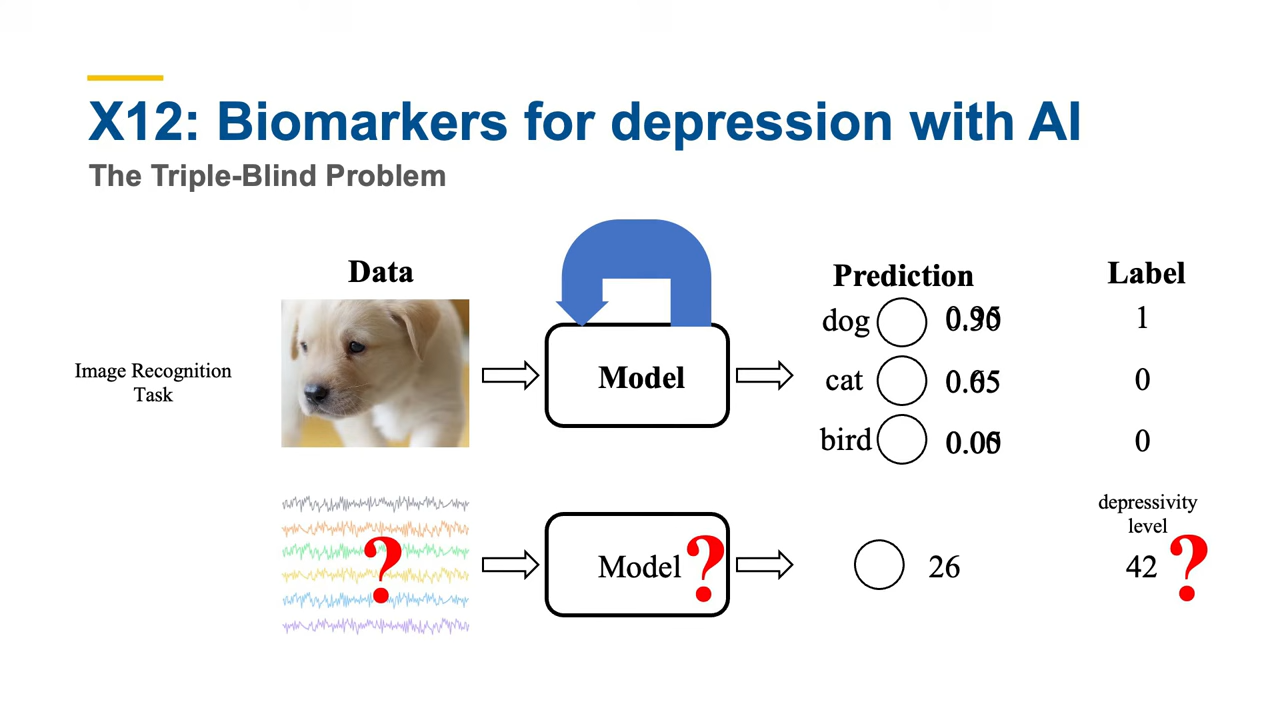 X12: Biomarkers for depression with AI
The Triple-Blind Problem
Data
Prediction
Label
Image Recognition
Task
Model
dog
1
cat
0
bird
0
depressivity
level
?
Model ?
26
42 ?